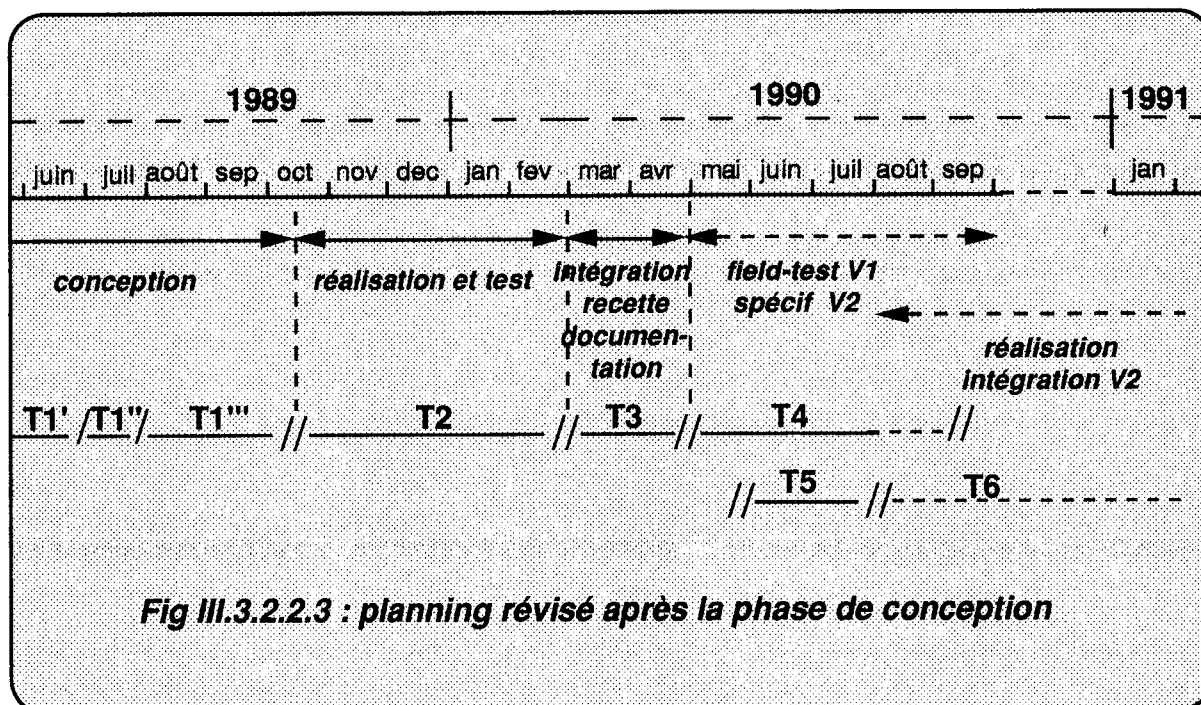 1989 1990 1991
juin juil août sep oct nov dec jan fev mar avr mai juin juil août sep jan
conception
réalisation et test
intégration
recette
documen-
tation
field-test V1
spécif V2
réalisation
intégration V2
T1' / T1'' / T1''' // T2 // T3 // T4 //
// T5 // T6
Fig III.3.2.2.3 : planning révisé après la phase de conception